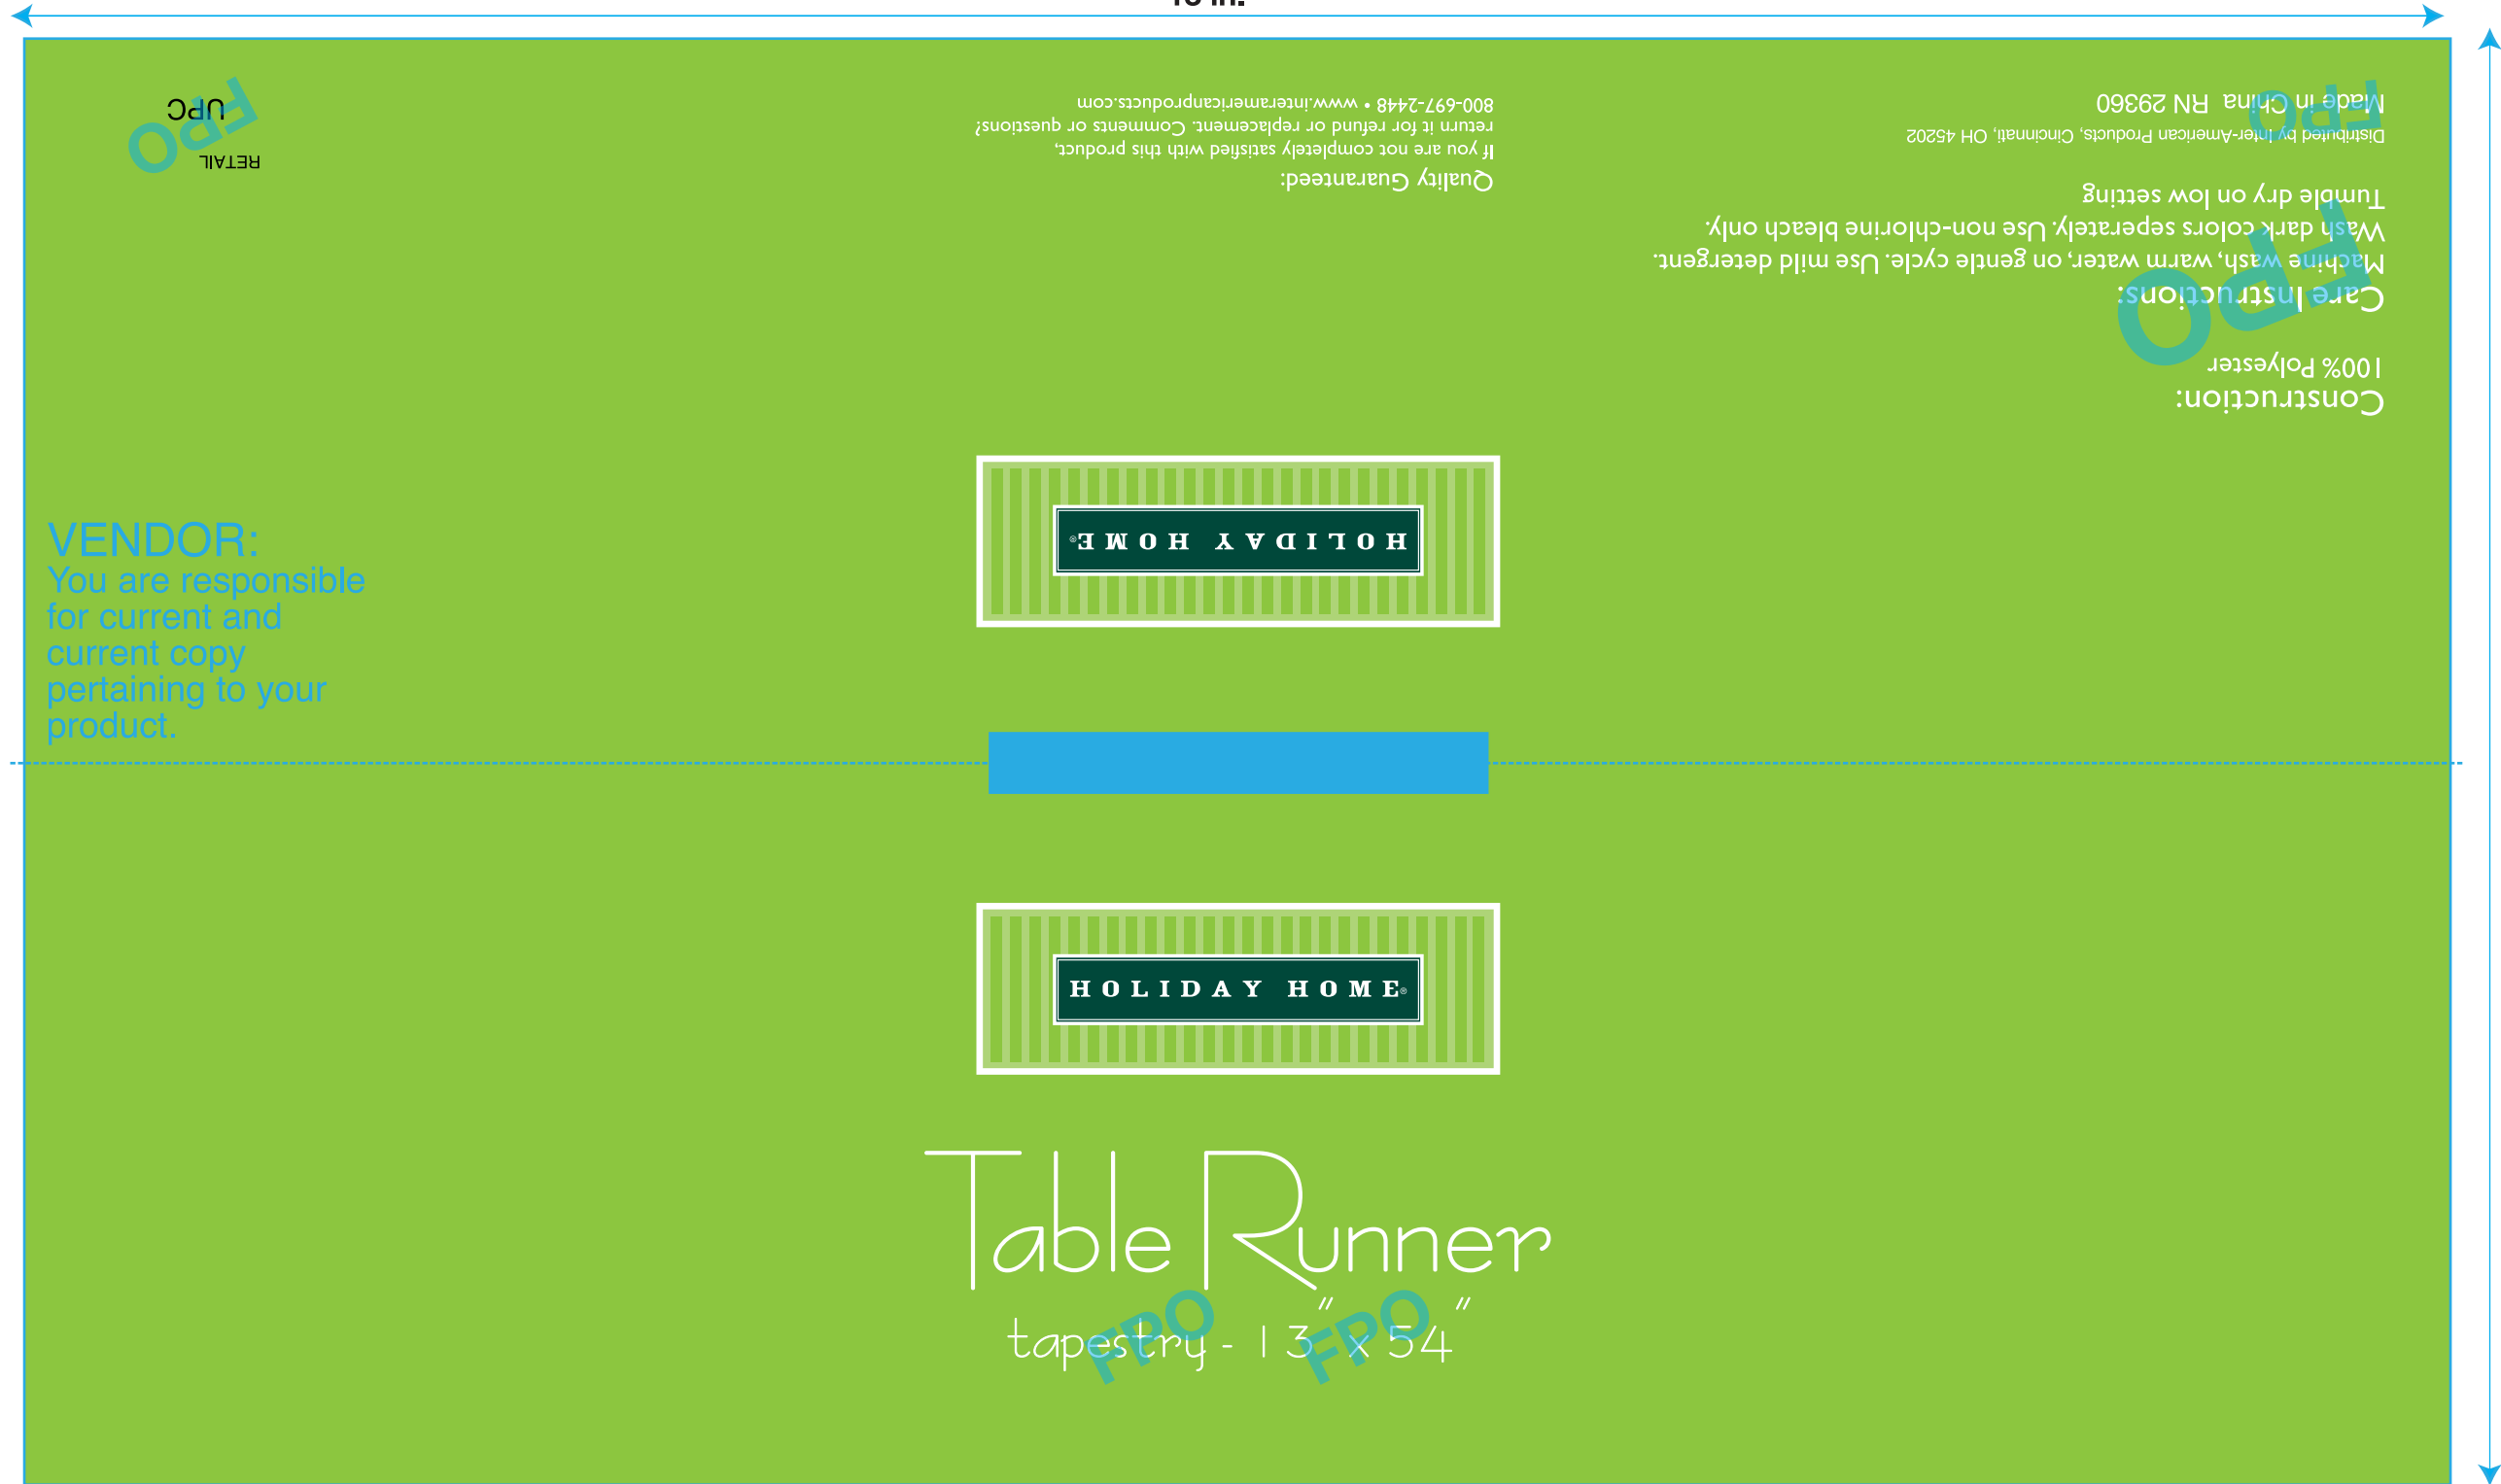 UPC
FPO
RETAIL
800-697-2448 • www.interamericanproducts.com
return it for refund or replacement. Comments or questions?
If you are not completely satisfied with this product,
Quality Guaranteed:
Made in China RN 29360
FPO
Distributed by Inter-American Products, Cincinnati, OH 45202
Tumble dry on low setting
Wash dark colors seperately. Use non-chlorine bleach only.
Machine wash, warm water, on gentle cycle. Use mild detergent.
FPO
Care Instructions:
100% Polyester
Construction:
HOLIDAY HOME®
VENDOR:
You are responsible
for current and
current copy
pertaining to your
product.
HOLIDAY HOME®
Table Runner
tapestry - 13" x 54"
FPO FPO